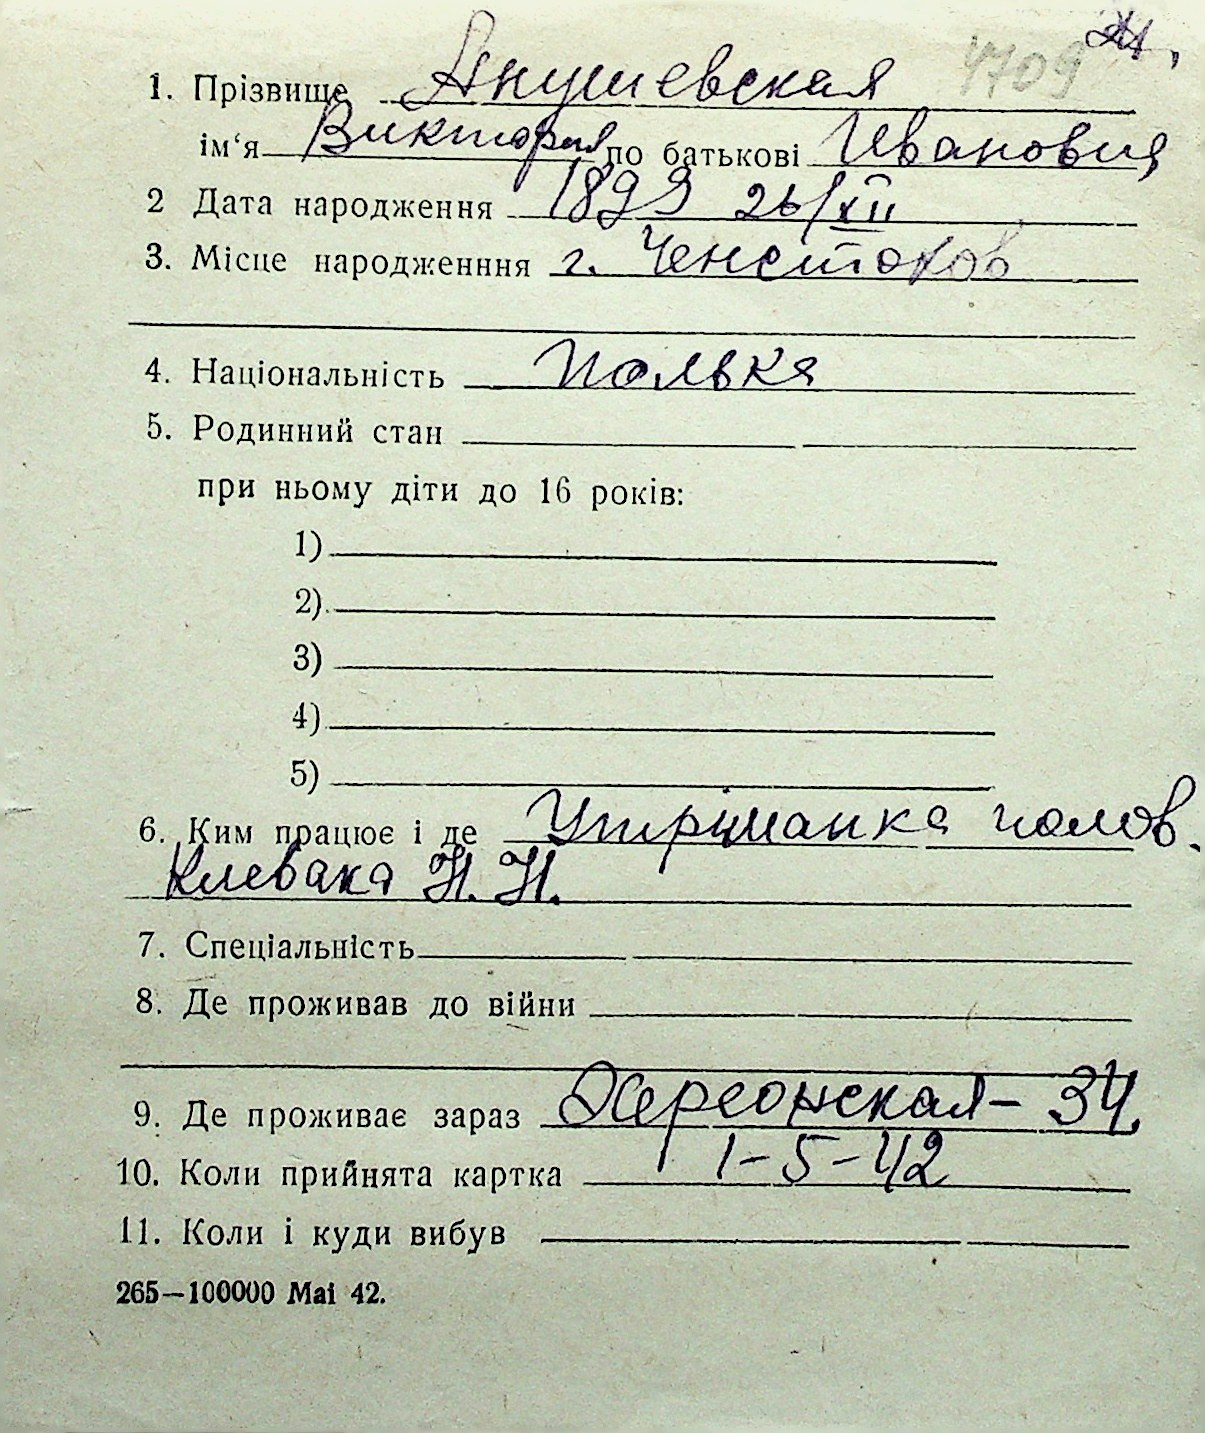 4709
1. Прізвище Янушевская
ім‘я Виктория по батькові Ивановна
2 Дата народження 1899 26/XII
3. Місце народженння г. Ченстохов
4. Національність Полька
5. Родинний стан
при ньому діти до 16 років:
1)
2)
3)
4)
5)
6. Ким працює і де Утриманка голов.
Клевака Н. Н.
7. Спеціальність
8. Де проживав до війни
9. Де проживає зараз Херсонская – 34
10. Коли прийнята картка 1-5-42
11. Коли і куди вибув
265—100000 Mai 42.